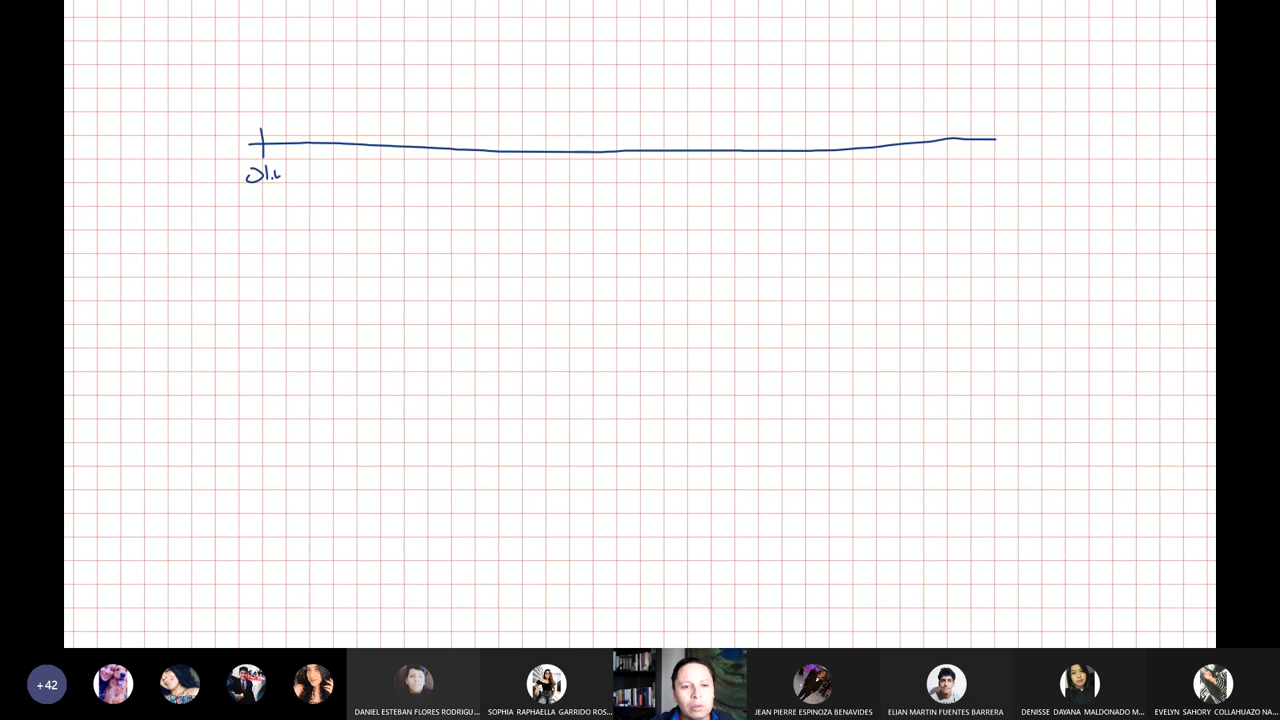 +42
DANIEL ESTEBAN FLORES RODRIGU...
SOPHIA RAPHAELLA GARRIDO ROS...
JEAN PIERRE ESPINOZA BENAVIDES
ELIAN MARTIN FUENTES BARRERA
DENISSE DAYANA MALDONADO M...
EVELYN SAHORY COLLAHUAZO NA...